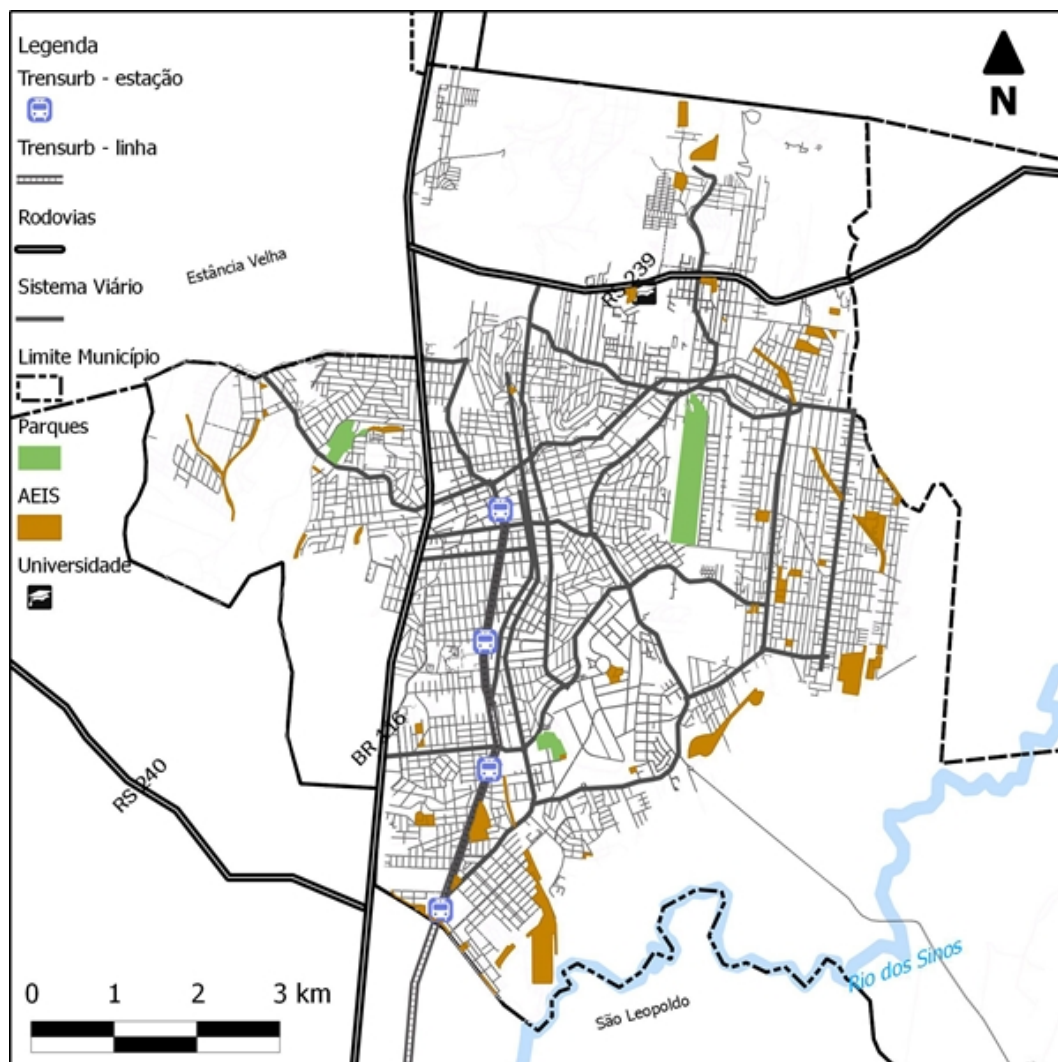 Legenda
Trensurb - estação
Trensurb - linha
Rodovias
Sistema Viário
Limite Município
Parques
AEIS
Universidade
N
Estância Velha
RS 239
BR 116
RS 240
Rio dos Sinos
São Leopoldo
0 1 2 3 km